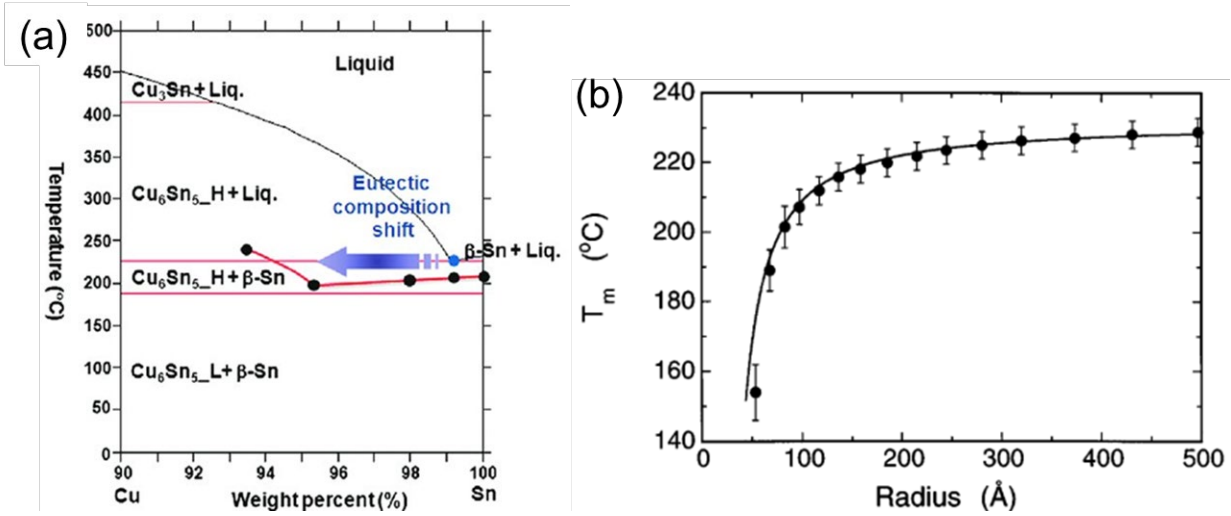 (a)
500
450
400
350
300
250
200
150
100
50
0
Temperature (°C)
Liquid
Cu₃Sn + Liq.
Cu₆Sn₅_H + Liq.
Eutectic
composition
shift
β-Sn + Liq.
Cu₆Sn₅_H + β-Sn
Cu₆Sn₅_L + β-Sn
90 92 94 96 98 100
Cu Weight percent (%) Sn
(b)
240
220
200
180
160
140
Tₘ (°C)
0 100 200 300 400 500
Radius (Å)